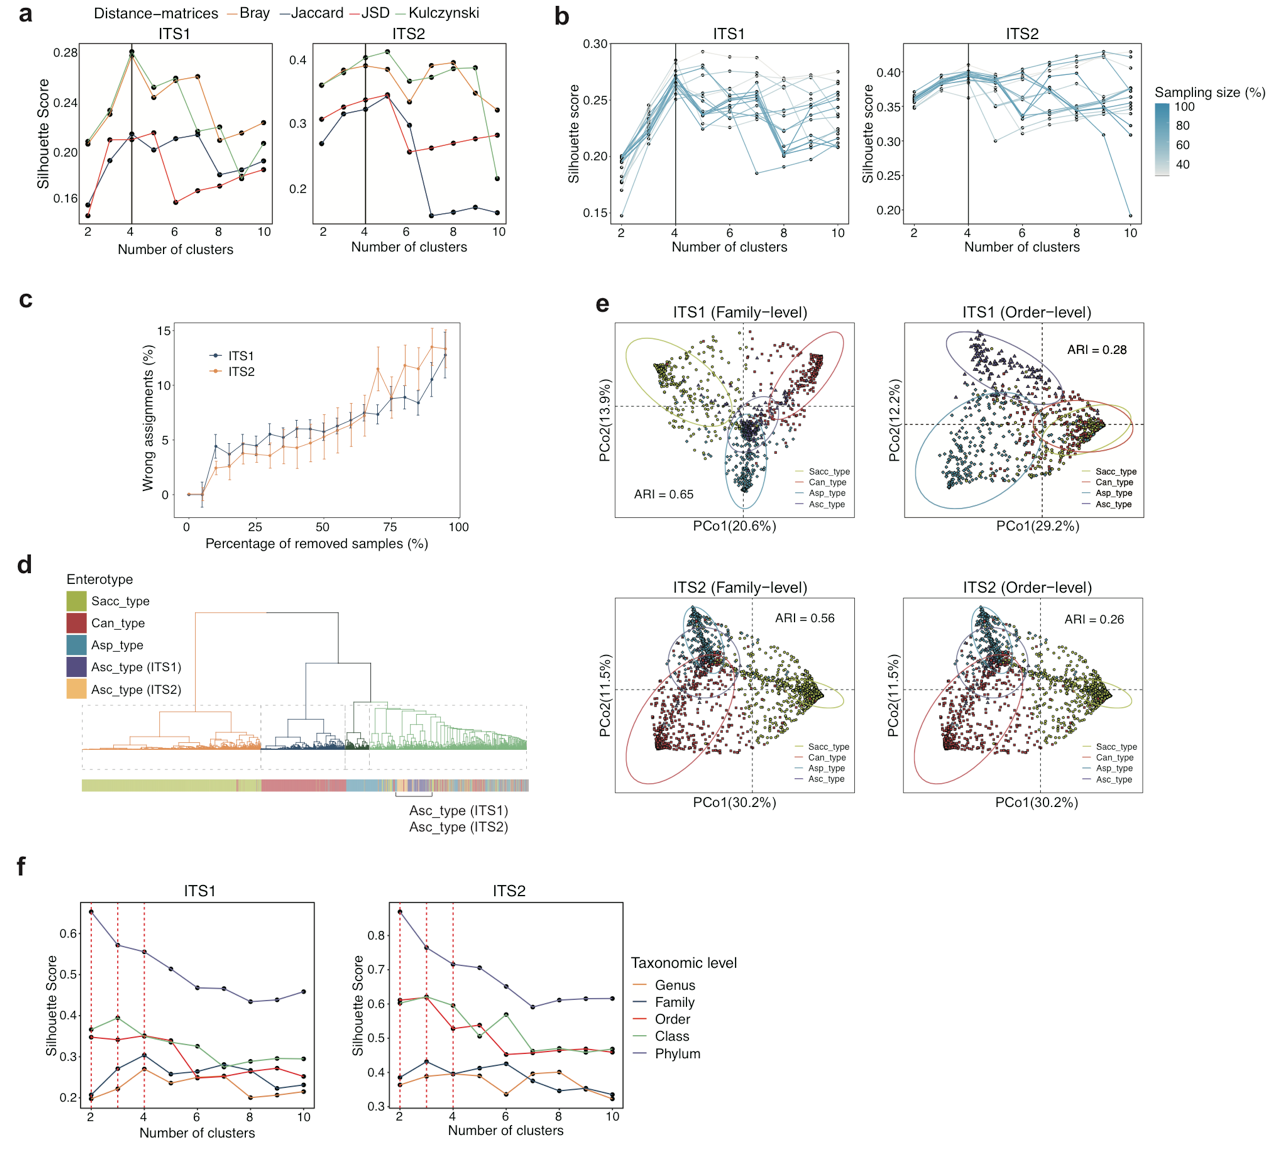 a
Distance-matrices Bray Jaccard JSD Kulczynski
ITS1
ITS2
Silhouette Score
0.28
0.24
0.20
0.16
2 4 6 8 10
Number of clusters
0.4
0.3
0.2
2 4 6 8 10
Number of clusters
b
ITS1
ITS2
Silhouette score
0.30
0.25
0.20
0.15
2 4 6 8 10
Number of clusters
Silhouette score
0.40
0.35
0.30
0.25
0.20
2 4 6 8 10
Number of clusters
Sampling size (%)
100
80
60
40
c
Wrong assignments (%)
15
10
5
0
ITS1
ITS2
0 25 50 75 100
Percentage of removed samples (%)
d
Enterotype
Sacc_type
Can_type
Asp_type
Asc_type (ITS1)
Asc_type (ITS2)
Asc_type (ITS1)
Asc_type (ITS2)
e
ITS1 (Family−level)
PCo2(13.9%)
ARI = 0.65
Sacc_type
Can_type
Asp_type
Asc_type
PCo1(20.6%)
ITS1 (Order−level)
PCo2(12.2%)
ARI = 0.28
Sacc_type
Can_type
Asp_type
Asc_type
PCo1(29.2%)
ITS2 (Family−level)
PCo2(11.5%)
ARI = 0.56
Sacc_type
Can_type
Asp_type
Asc_type
PCo1(30.2%)
ITS2 (Order−level)
PCo2(11.5%)
ARI = 0.26
Sacc_type
Can_type
Asp_type
Asc_type
PCo1(30.2%)
f
ITS1
Silhouette Score
0.6
0.5
0.4
0.3
0.2
2 4 6 8 10
Number of clusters
ITS2
Silhouette Score
0.8
0.7
0.6
0.5
0.4
0.3
2 4 6 8 10
Number of clusters
Taxonomic level
Genus
Family
Order
Class
Phylum